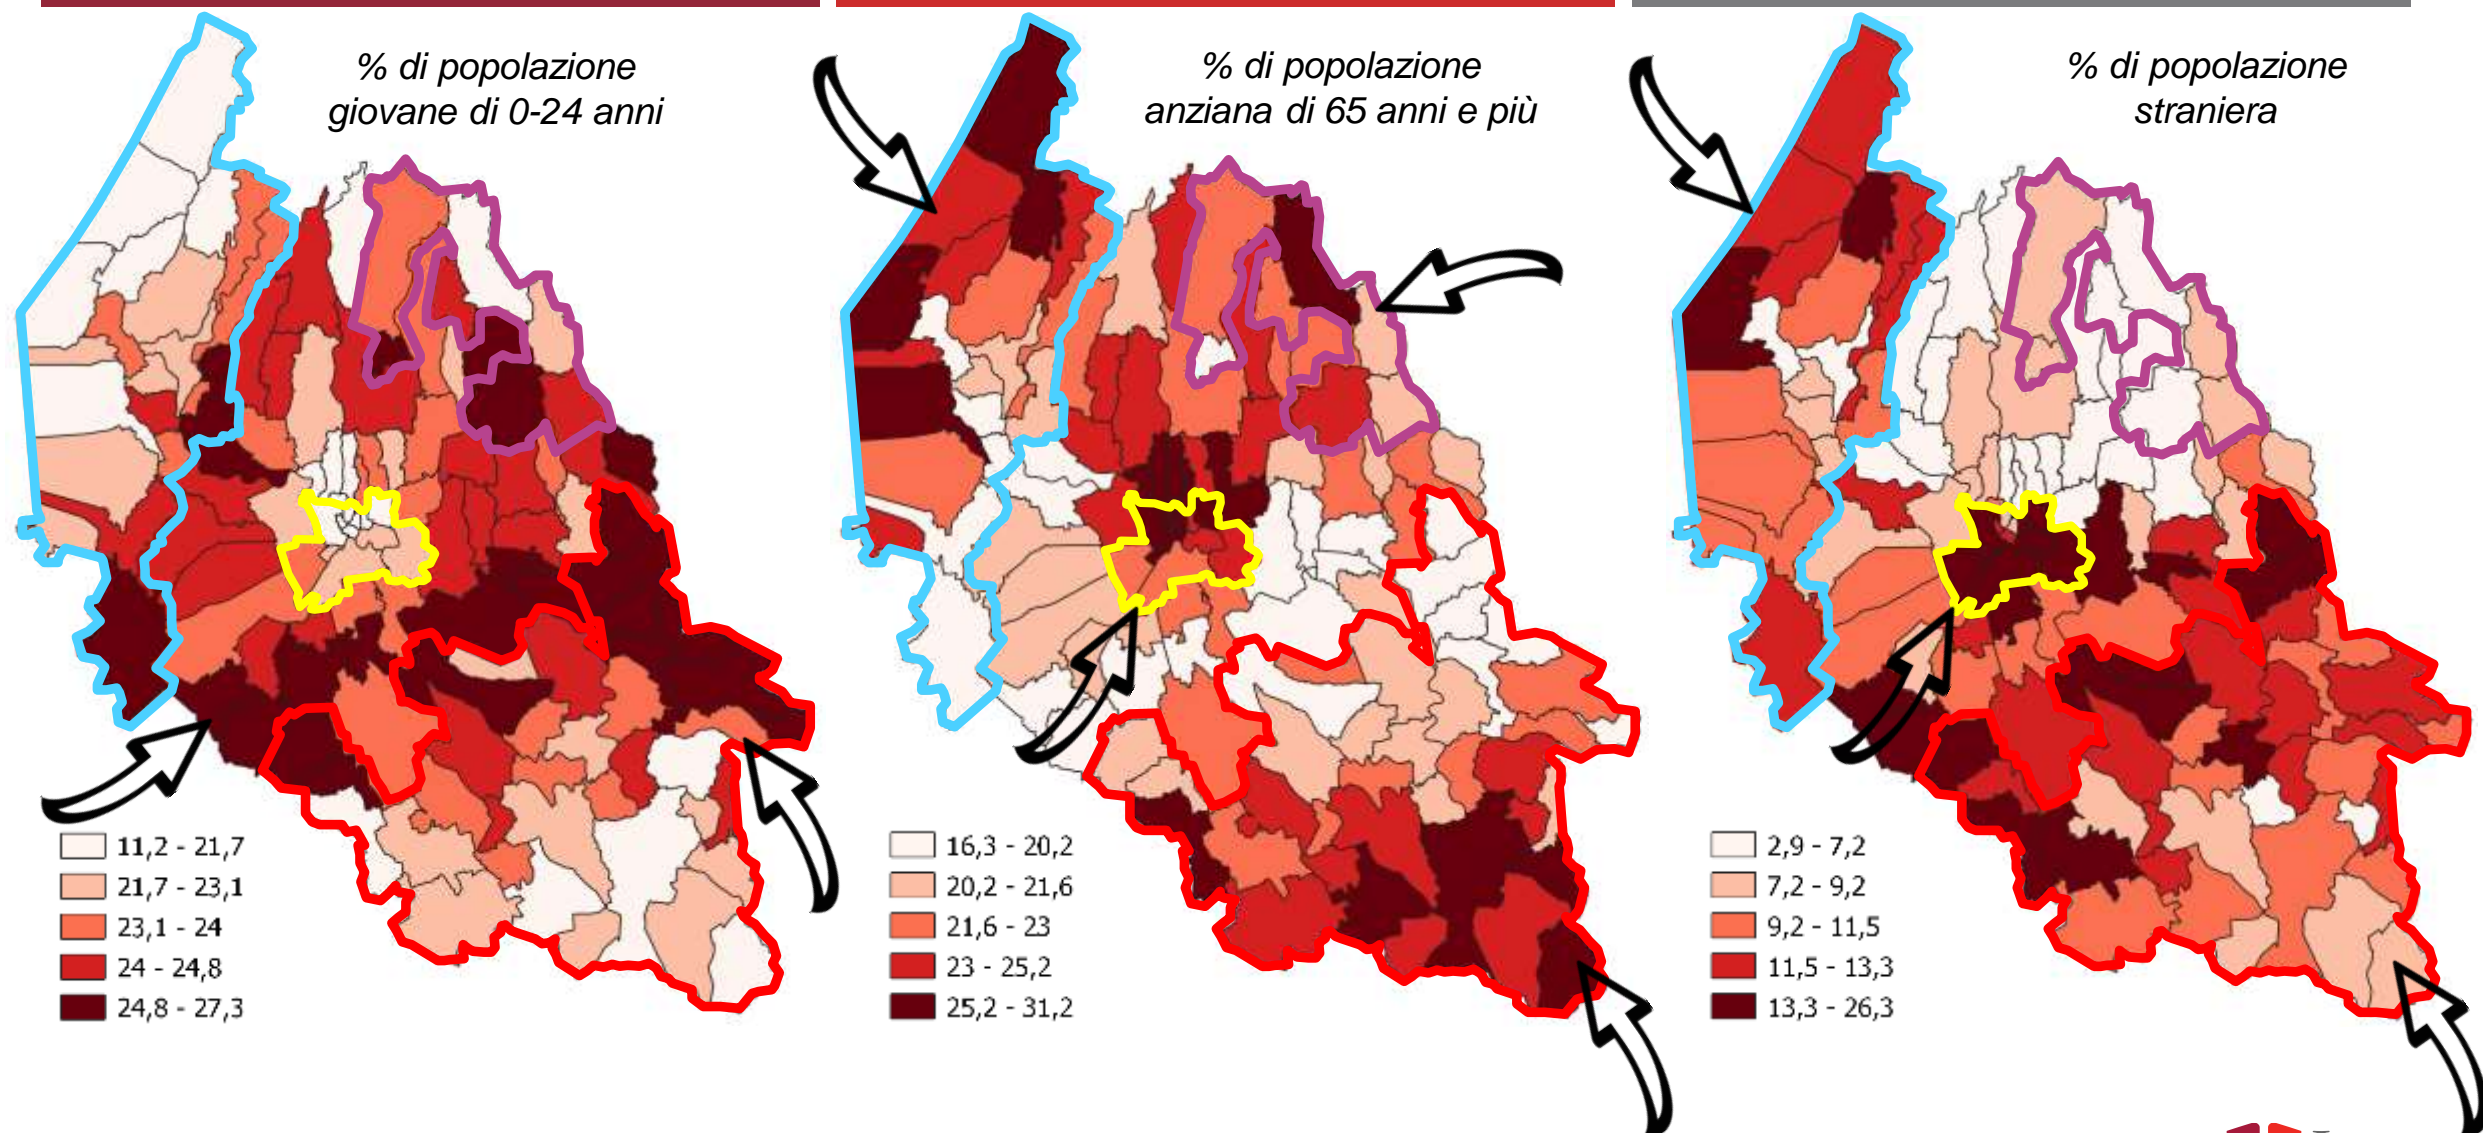 % di popolazione
giovane di 0-24 anni
% di popolazione
anziana di 65 anni e più
% di popolazione
straniera
11,2 - 21,7
21,7 - 23,1
23,1 - 24
24 - 24,8
24,8 - 27,3
16,3 - 20,2
20,2 - 21,6
21,6 - 23
23 - 25,2
25,2 - 31,2
2,9 - 7,2
7,2 - 9,2
9,2 - 11,5
11,5 - 13,3
13,3 - 26,3